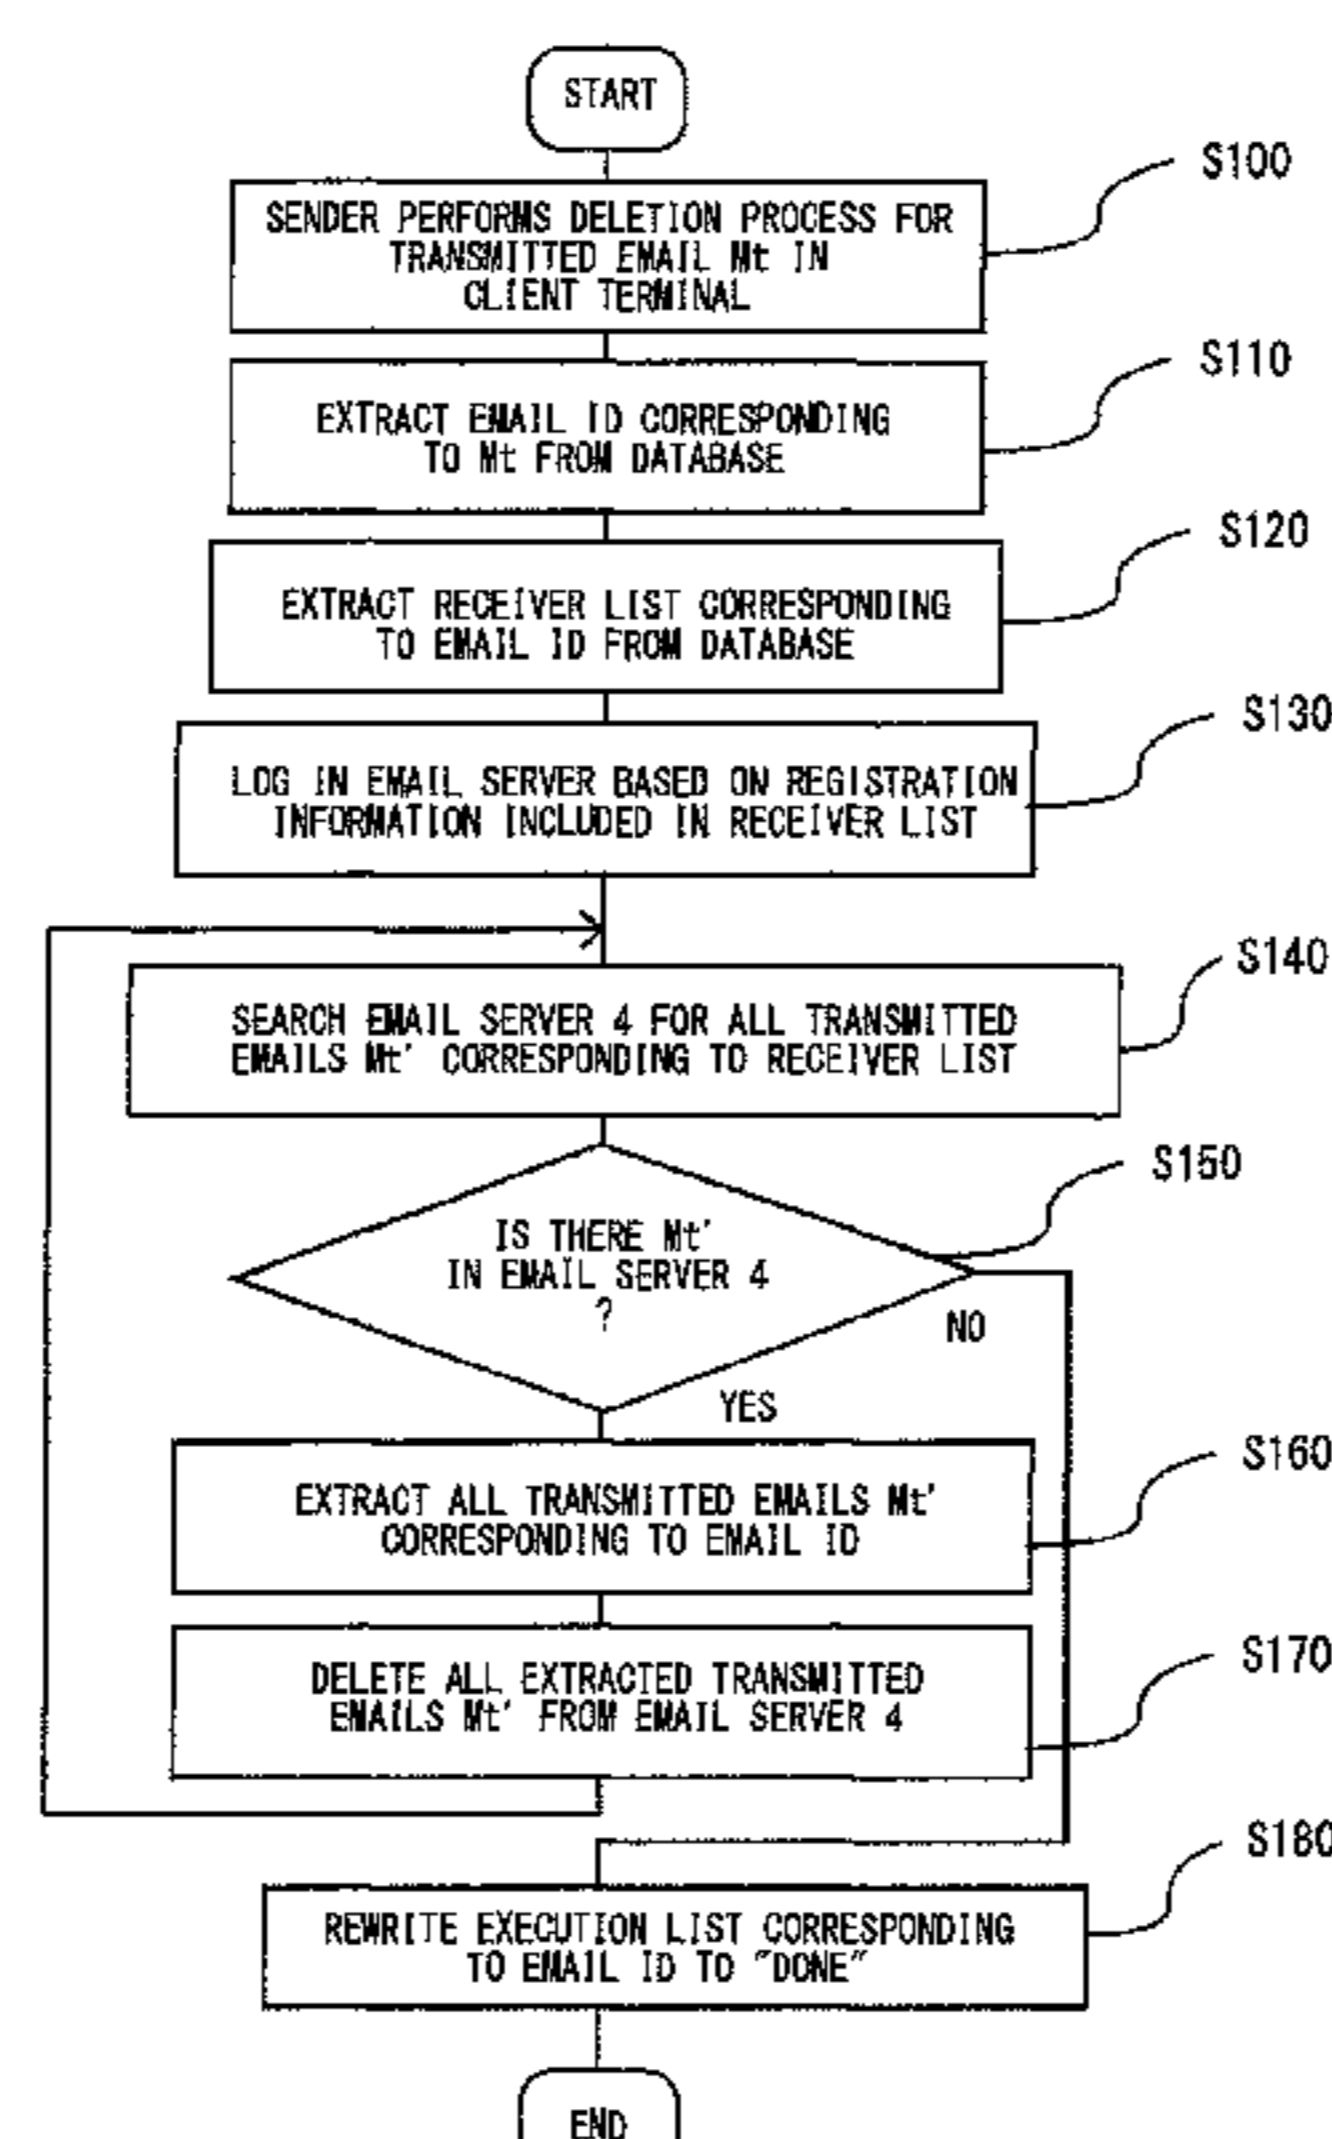 START
S100
SENDER PERFORMS DELETION PROCESS FOR
TRANSMITTED EMAIL Mt IN
CLIENT TERMINAL
S110
EXTRACT EMAIL ID CORRESPONDING
TO Mt FROM DATABASE
S120
EXTRACT RECEIVER LIST CORRESPONDING
TO EMAIL ID FROM DATABASE
S130
LOG IN EMAIL SERVER BASED ON REGISTRATION
INFORMATION INCLUDED IN RECEIVER LIST
S140
SEARCH EMAIL SERVER 4 FOR ALL TRANSMITTED
EMAILS Mt' CORRESPONDING TO RECEIVER LIST
S150
IS THERE Mt'
IN EMAIL SERVER 4
?
NO
YES
S160
EXTRACT ALL TRANSMITTED EMAILS Mt'
CORRESPONDING TO EMAIL ID
S170
DELETE ALL EXTRACTED TRANSMITTED
EMAILS Mt' FROM EMAIL SERVER 4
S180
REWRITE EXECUTION LIST CORRESPONDING
TO EMAIL ID TO "DONE"
END